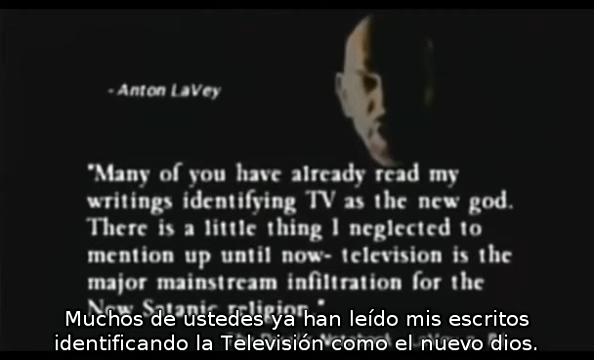 - Anton LaVey
"Many of you have already read my
writings identifying TV as the new god.
There is a little thing I neglected to
mention up until now- television is the
major mainstream infiltration for the
New Satanic religion."
Muchos de ustedes ya han leído mis escritos
identificando la Televisión como el nuevo dios.